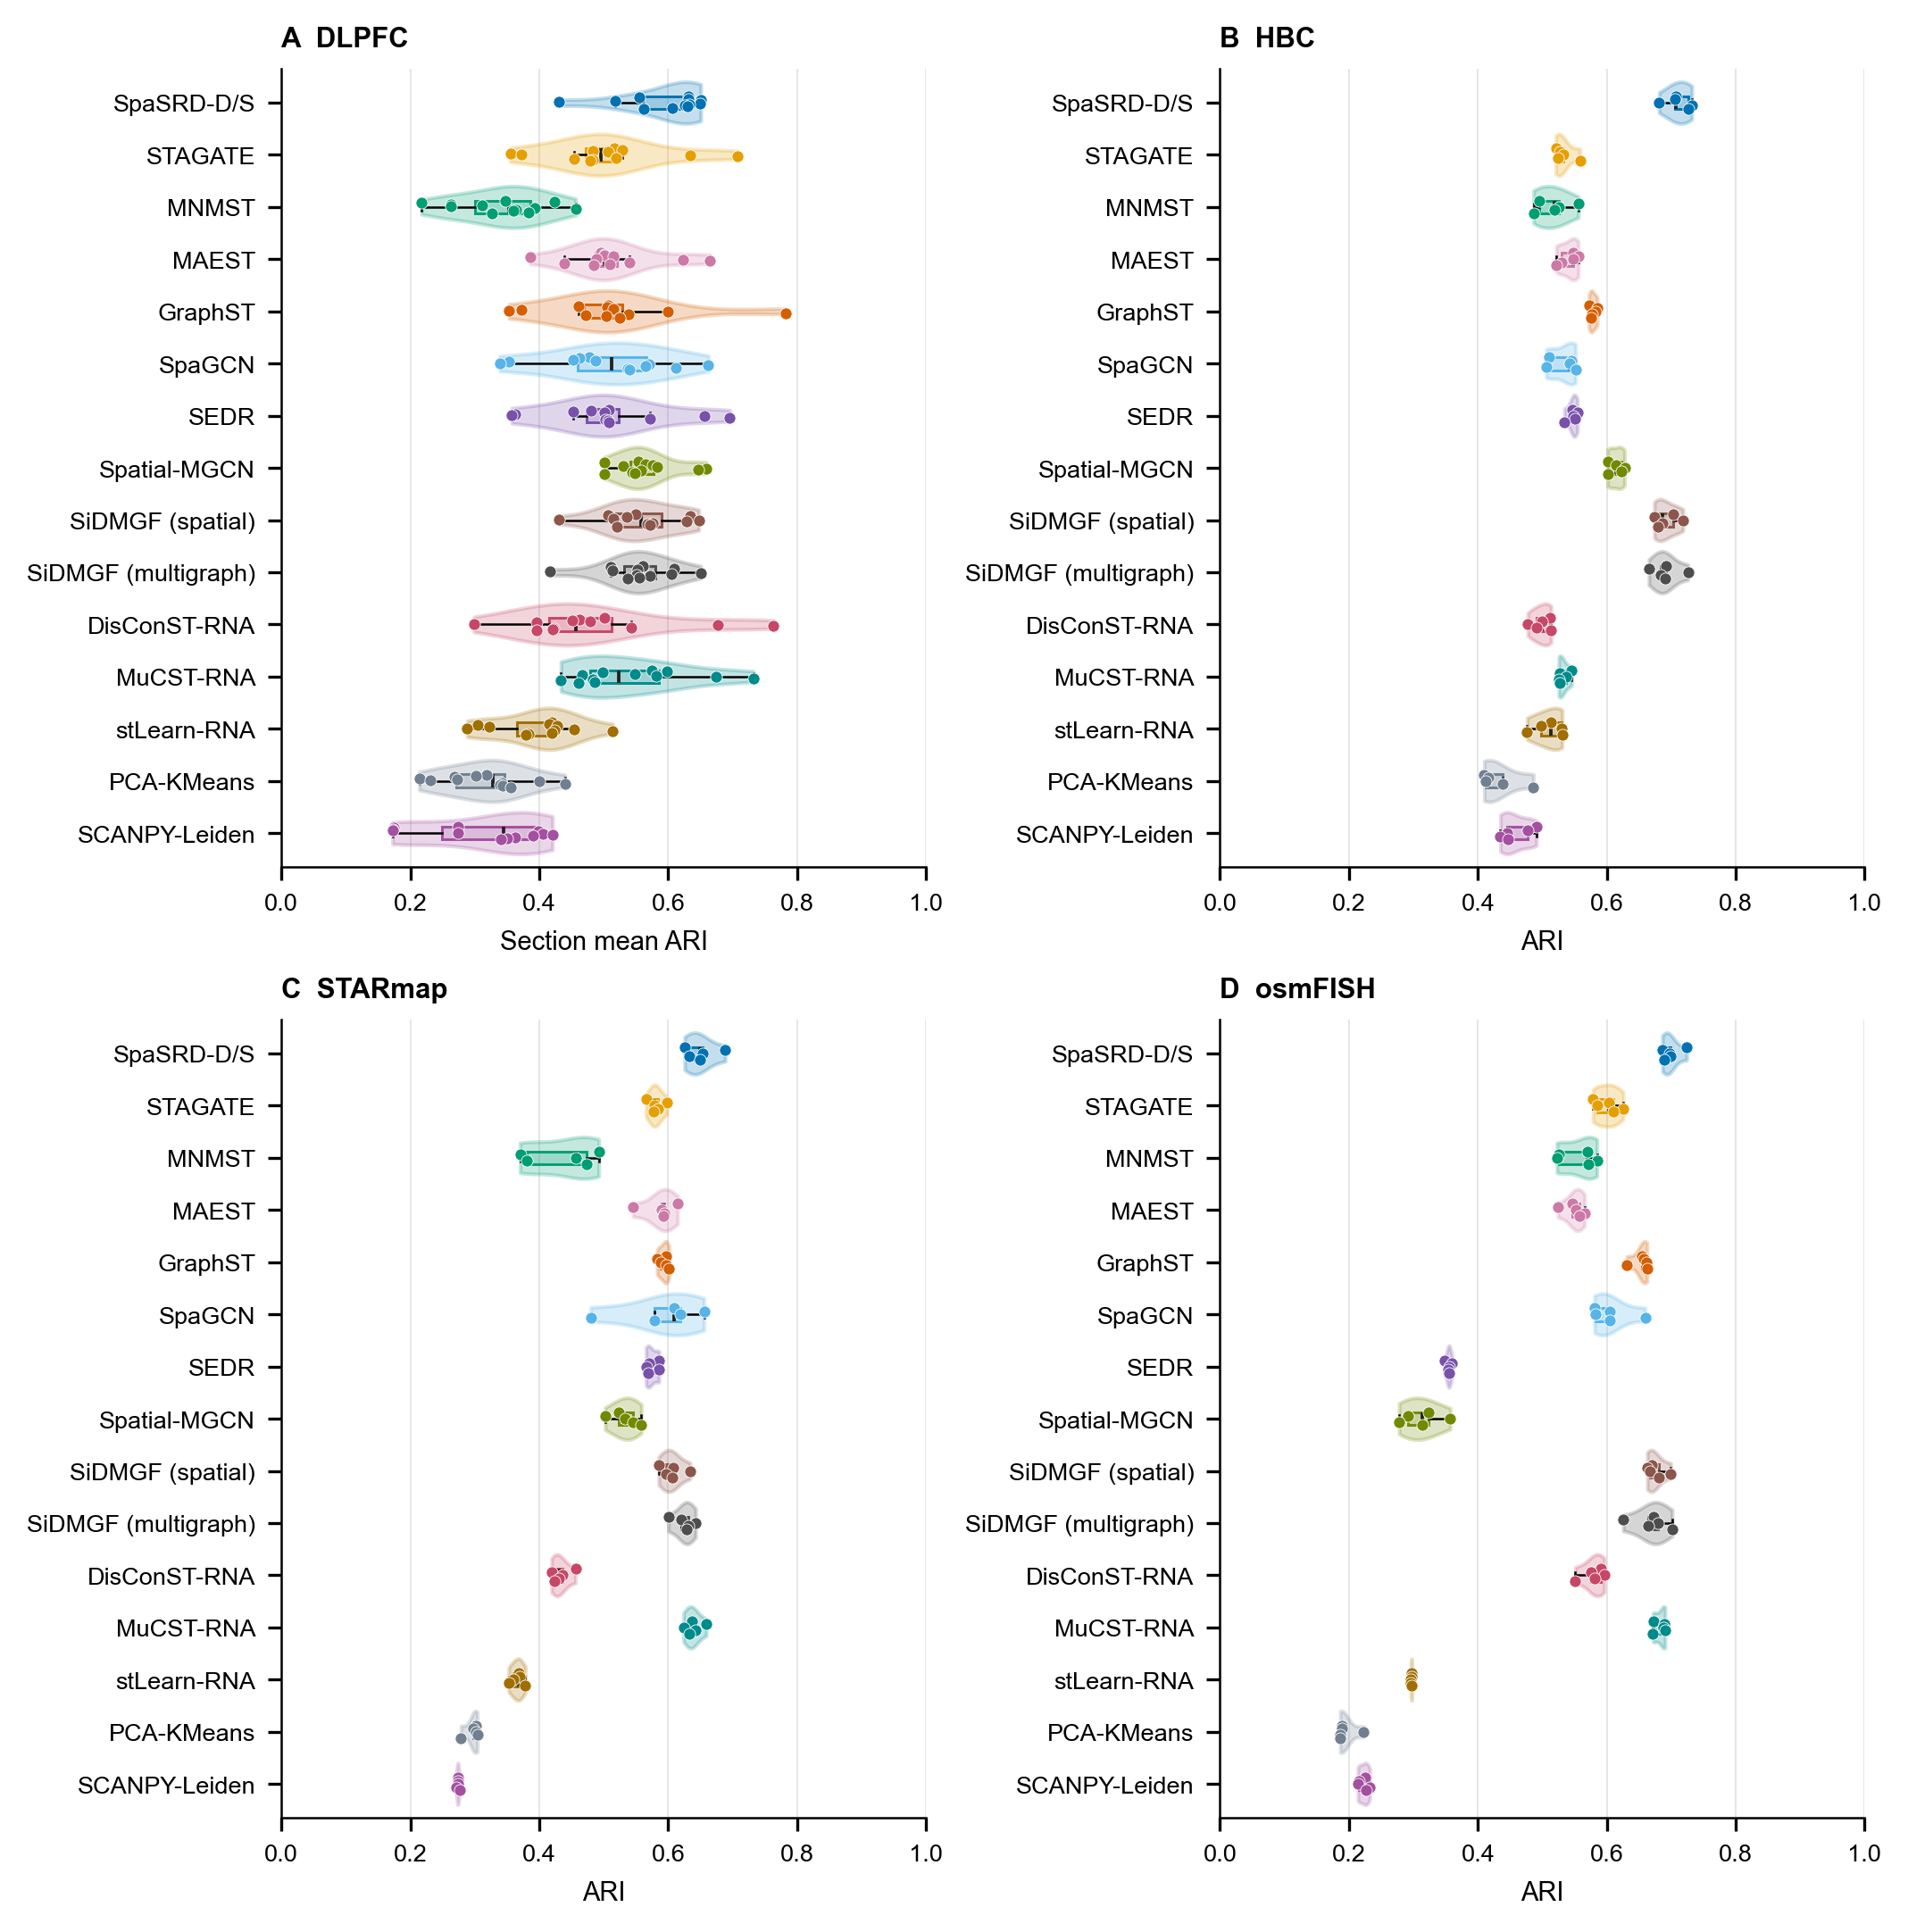 A DLPFC
SpaSRD-D/S
STAGATE
MNMST
MAEST
GraphST
SpaGCN
SEDR
Spatial-MGCN
SiDMGF (spatial)
SiDMGF (multigraph)
DisConST-RNA
MuCST-RNA
stLearn-RNA
PCA-KMeans
SCANPY-Leiden
0.0 0.2 0.4 0.6 0.8 1.0
Section mean ARI
B HBC
SpaSRD-D/S
STAGATE
MNMST
MAEST
GraphST
SpaGCN
SEDR
Spatial-MGCN
SiDMGF (spatial)
SiDMGF (multigraph)
DisConST-RNA
MuCST-RNA
stLearn-RNA
PCA-KMeans
SCANPY-Leiden
0.0 0.2 0.4 0.6 0.8 1.0
ARI
C STARmap
SpaSRD-D/S
STAGATE
MNMST
MAEST
GraphST
SpaGCN
SEDR
Spatial-MGCN
SiDMGF (spatial)
SiDMGF (multigraph)
DisConST-RNA
MuCST-RNA
stLearn-RNA
PCA-KMeans
SCANPY-Leiden
0.0 0.2 0.4 0.6 0.8 1.0
ARI
D osmFISH
SpaSRD-D/S
STAGATE
MNMST
MAEST
GraphST
SpaGCN
SEDR
Spatial-MGCN
SiDMGF (spatial)
SiDMGF (multigraph)
DisConST-RNA
MuCST-RNA
stLearn-RNA
PCA-KMeans
SCANPY-Leiden
0.0 0.2 0.4 0.6 0.8 1.0
ARI